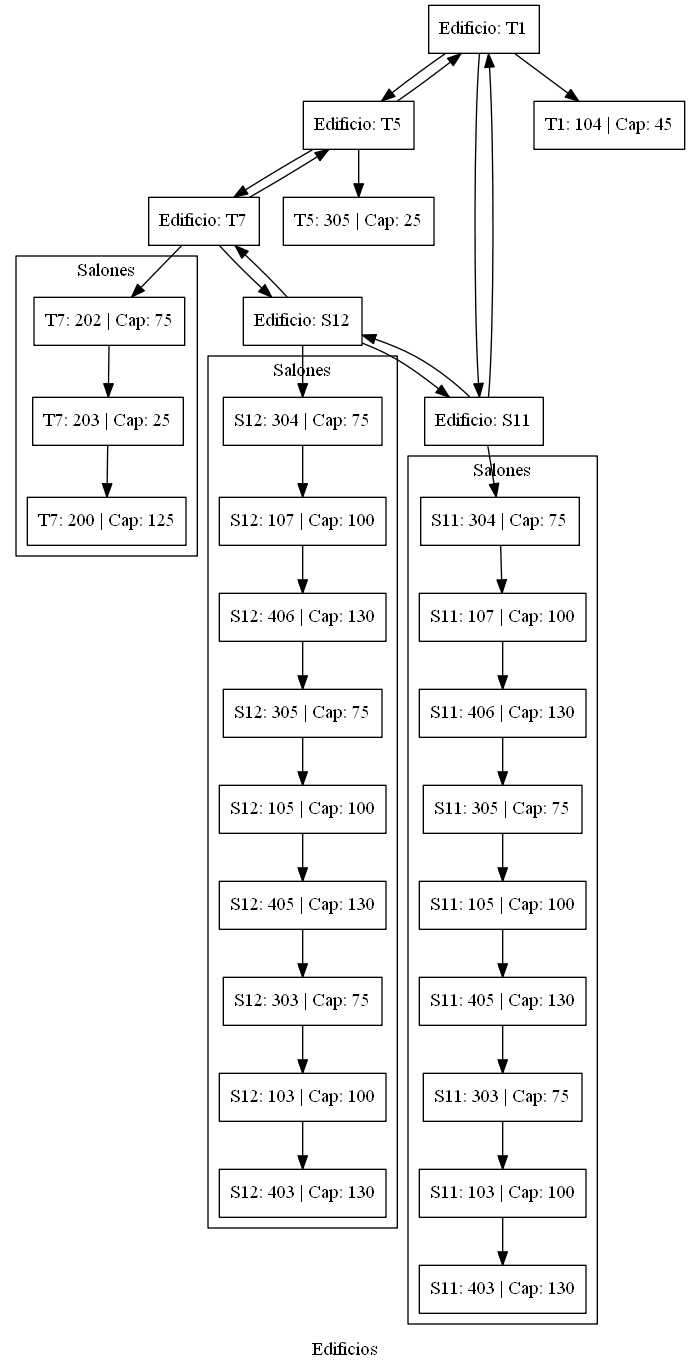 Edificio: T1
Edificio: T5
T1: 104 | Cap: 45
Edificio: T7
T5: 305 | Cap: 25
Salones
T7: 202 | Cap: 75
T7: 203 | Cap: 25
T7: 200 | Cap: 125
Edificio: S12
Salones
S12: 304 | Cap: 75
S12: 107 | Cap: 100
S12: 406 | Cap: 130
S12: 305 | Cap: 75
S12: 105 | Cap: 100
S12: 405 | Cap: 130
S12: 303 | Cap: 75
S12: 103 | Cap: 100
S12: 403 | Cap: 130
Edificio: S11
Salones
S11: 304 | Cap: 75
S11: 107 | Cap: 100
S11: 406 | Cap: 130
S11: 305 | Cap: 75
S11: 105 | Cap: 100
S11: 405 | Cap: 130
S11: 303 | Cap: 75
S11: 103 | Cap: 100
S11: 403 | Cap: 130
Edificios